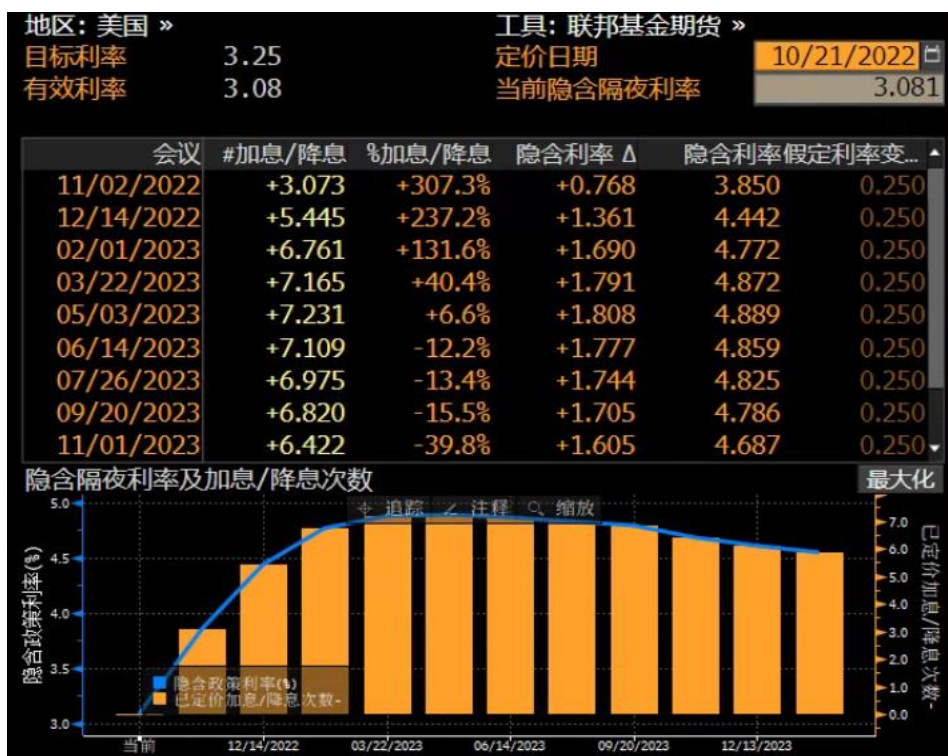 地区: 美国 » 工具: 联邦基金期货 »
目标利率 3.25 定价日期 10/21/2022
有效利率 3.08 当前隐含隔夜利率 3.081
会议 #加息/降息 %加息/降息 隐含利率 Δ 隐含利率 假定利率变...
11/02/2022 +3.073 +307.3% +0.768 3.850 0.250
12/14/2022 +5.445 +237.2% +1.361 4.442 0.250
02/01/2023 +6.761 +131.6% +1.690 4.772 0.250
03/22/2023 +7.165 +40.4% +1.791 4.872 0.250
05/03/2023 +7.231 +6.6% +1.808 4.889 0.250
06/14/2023 +7.109 -12.2% +1.777 4.859 0.250
07/26/2023 +6.975 -13.4% +1.744 4.825 0.250
09/20/2023 +6.820 -15.5% +1.705 4.786 0.250
11/01/2023 +6.422 -39.8% +1.605 4.687 0.250
隐含隔夜利率及加息/降息次数 最大化
追踪 注释 缩放
5.0
4.5
4.0
3.5
3.0
隐含政策利率(%)
7.0
6.0
5.0
4.0
3.0
2.0
1.0
0.0
已定价加息/降息次数-
隐含政策利率(%)
已定价加息/降息次数-
当前 12/14/2022 03/22/2023 06/14/2023 09/20/2023 12/13/2023